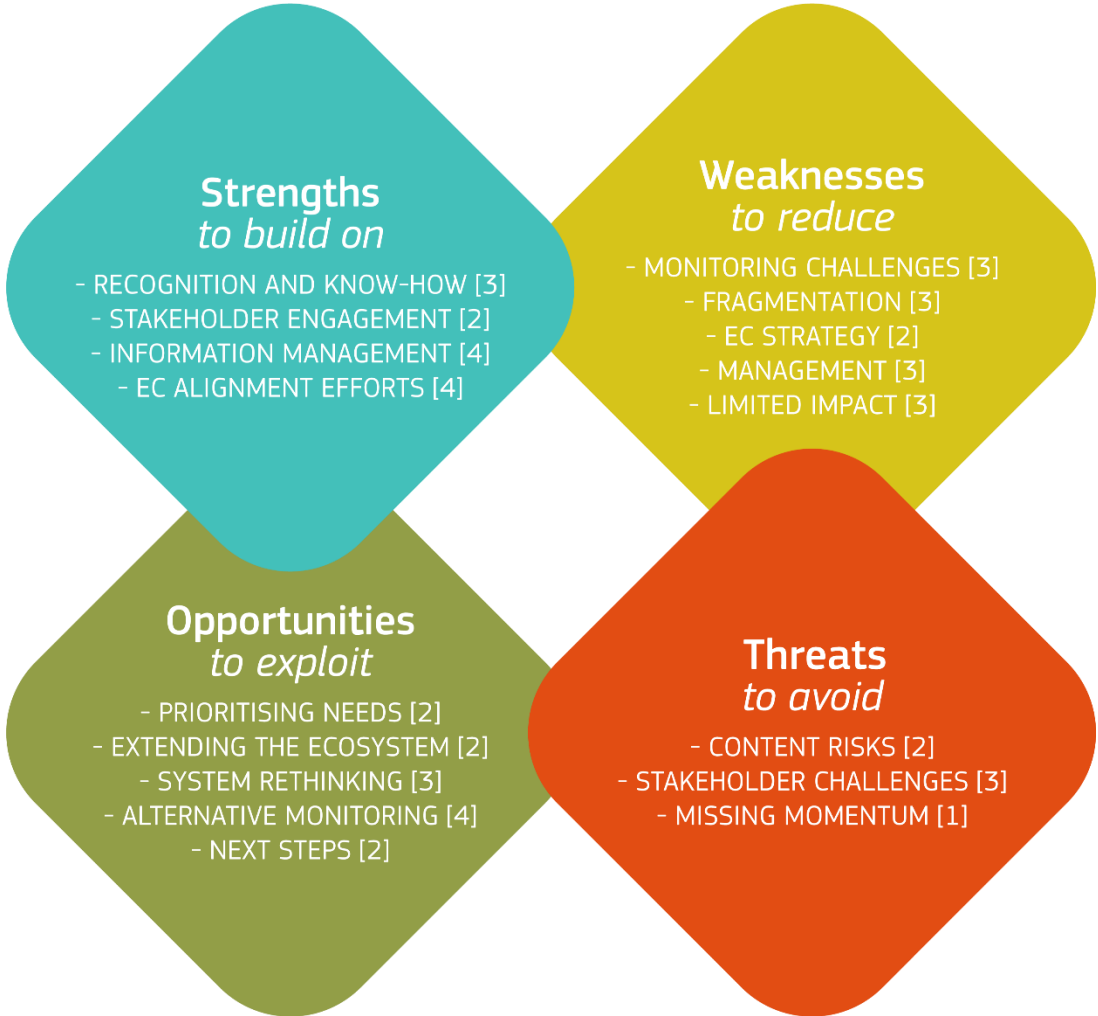 Strengths
to build on
- RECOGNITION AND KNOW-HOW [3]
- STAKEHOLDER ENGAGEMENT [2]
- INFORMATION MANAGEMENT [4]
- EC ALIGNMENT EFFORTS [4]
Weaknesses
to reduce
- MONITORING CHALLENGES [3]
- FRAGMENTATION [3]
- EC STRATEGY [2]
- MANAGEMENT [3]
- LIMITED IMPACT [3]
Opportunities
to exploit
- PRIORITISING NEEDS [2]
- EXTENDING THE ECOSYSTEM [2]
- SYSTEM RETHINKING [3]
- ALTERNATIVE MONITORING [4]
- NEXT STEPS [2]
Threats
to avoid
- CONTENT RISKS [2]
- STAKEHOLDER CHALLENGES [3]
- MISSING MOMENTUM [1]